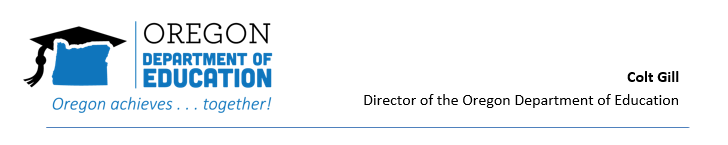 OREGON
DEPARTMENT OF
EDUCATION
Oregon achieves . . . together!
Colt Gill
Director of the Oregon Department of Education